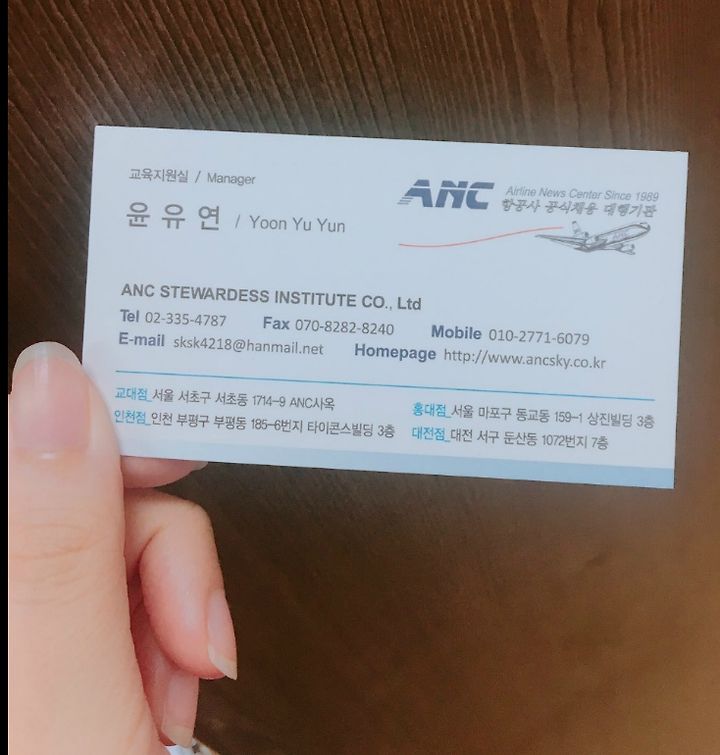 교육지원실 / Manager
윤유연 / Yoon Yu Yun
ANC Airline News Center Since 1989
항공사 공식채용 대행기관
ANC STEWARDESS INSTITUTE CO., Ltd
Tel 02-335-4787 Fax 070-8282-8240 Mobile 010-2771-6079
E-mail sksk4218@hanmail.net Homepage http://www.ancsky.co.kr
교대점_서울 서초구 서초동 1714-9 ANC사옥
홍대점_서울 마포구 동교동 159-1 상진빌딩 3층
인천점_인천 부평구 부평동 185-6번지 타이콘스빌딩 3층
대전점_대전 서구 둔산동 1072번지 7층